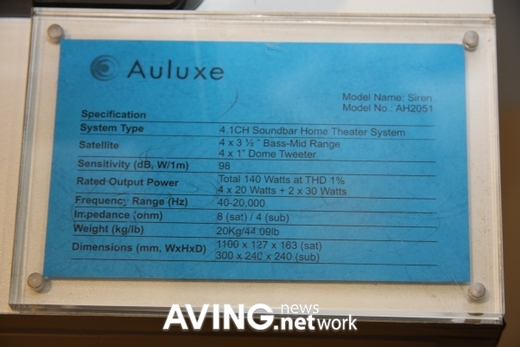 Auluxe
Model Name: Siren
Model No.: AH2051
Specification
System Type 4.1CH Soundbar Home Theater System
Satellite 4 x 3 ½ " Bass-Mid Range
4 x 1" Dome Tweeter
Sensitivity (dB, W/1m) 98
Rated Output Power Total 140 Watts at THD 1%
4 x 20 Watts + 2 x 30 Watts
Frequency Range (Hz) 40-20,000
Impedance (ohm) 8 (sat) / 4 (sub)
Weight (kg/lb) 20Kg/44.09lb
Dimensions (mm, WxHxD) 1100 x 127 x 163 (sat)
300 x 240 x 240 (sub)
AVING.news network